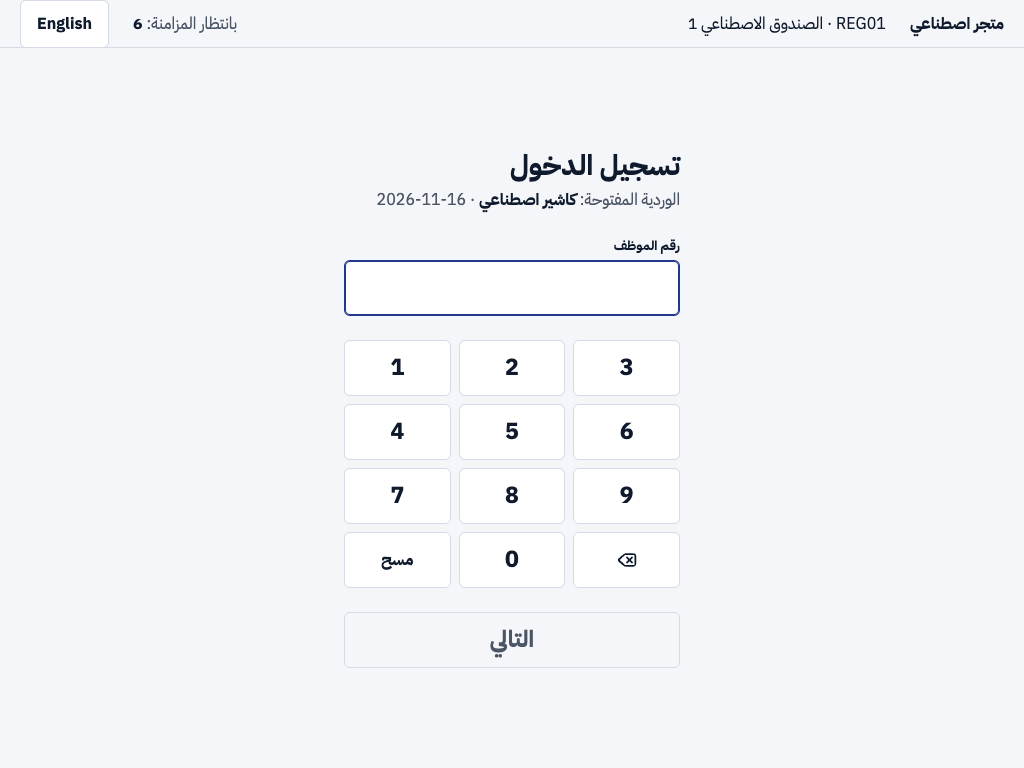 متجر اصطناعي
REG01 · الصندوق الاصطناعي 1
بانتظار المزامنة: 6
English
تسجيل الدخول
الوردية المفتوحة: كاشير اصطناعي · 2026-11-16
رقم الموظف
1 2 3
4 5 6
7 8 9
مسح 0
التالي